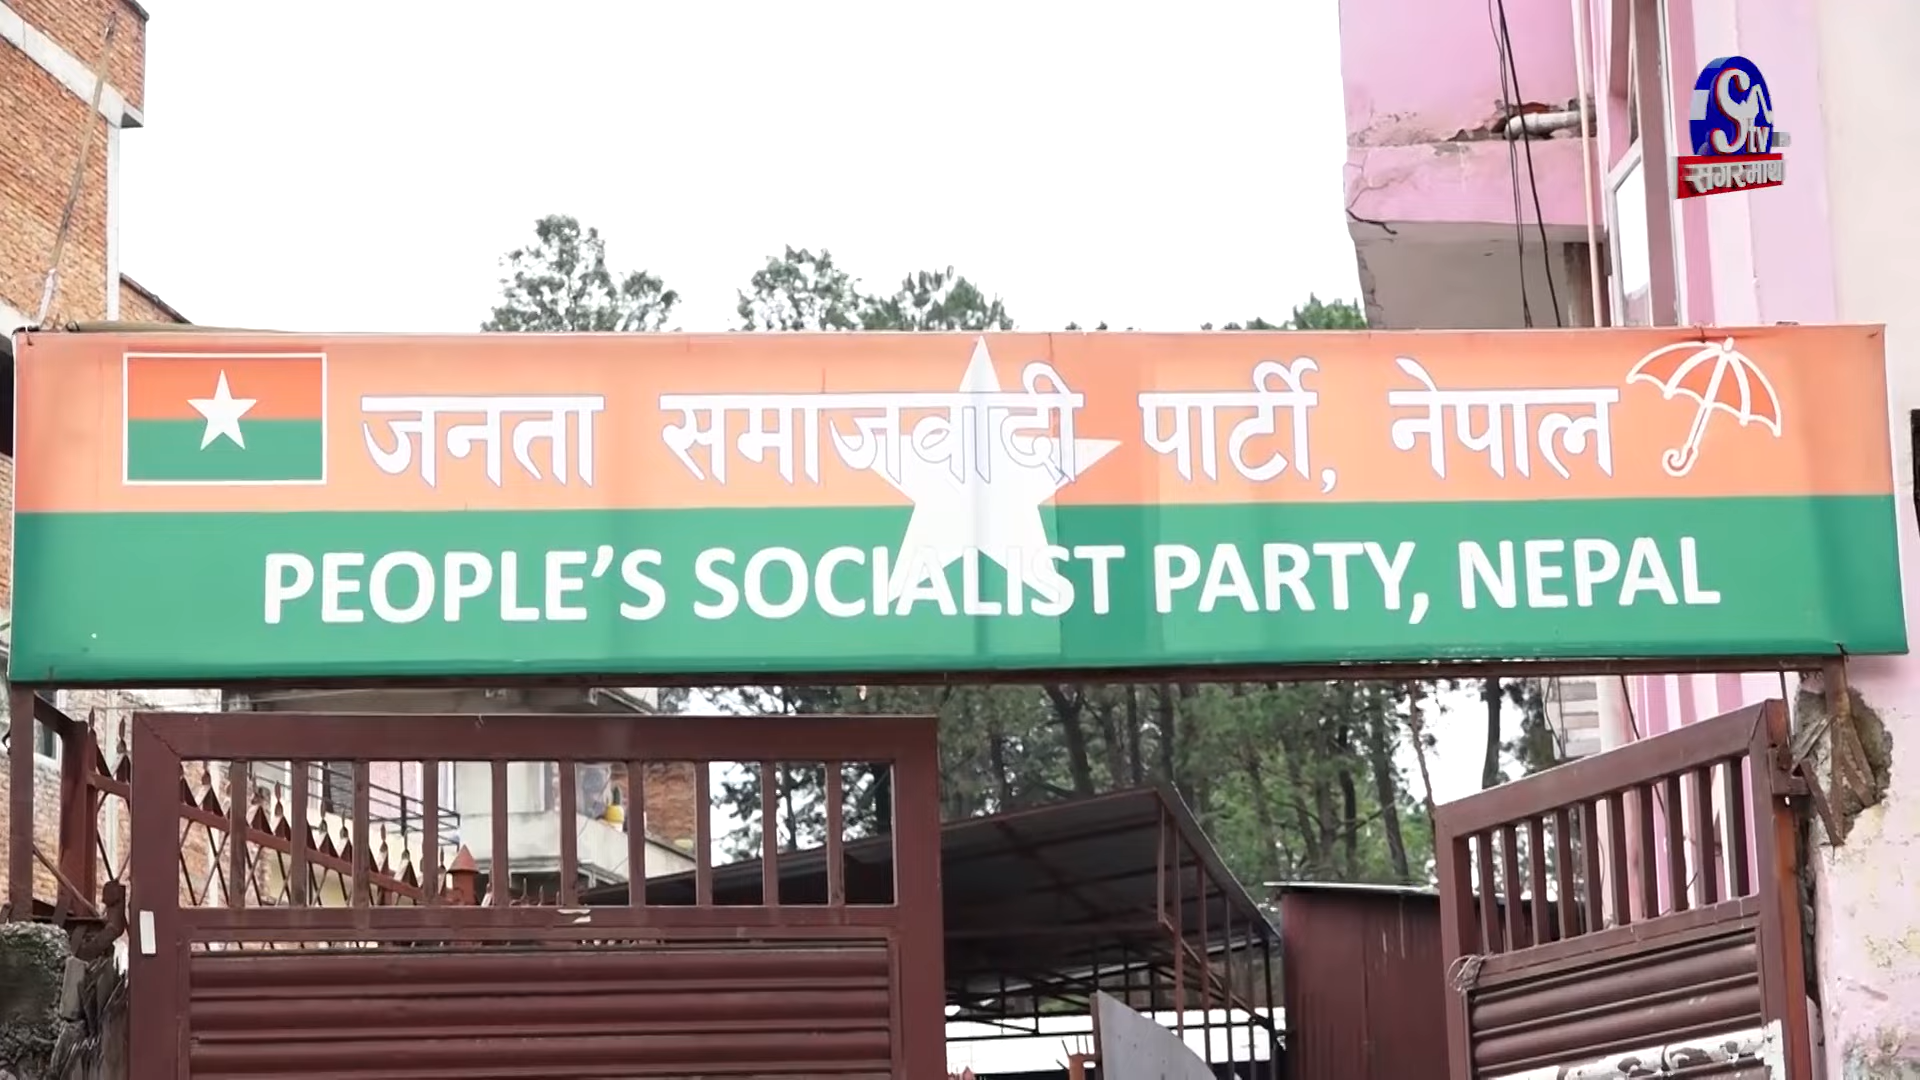 S tv
सगरमाथा
जनता समाजवादी पार्टी, नेपाल
PEOPLE'S SOCIALIST PARTY, NEPAL